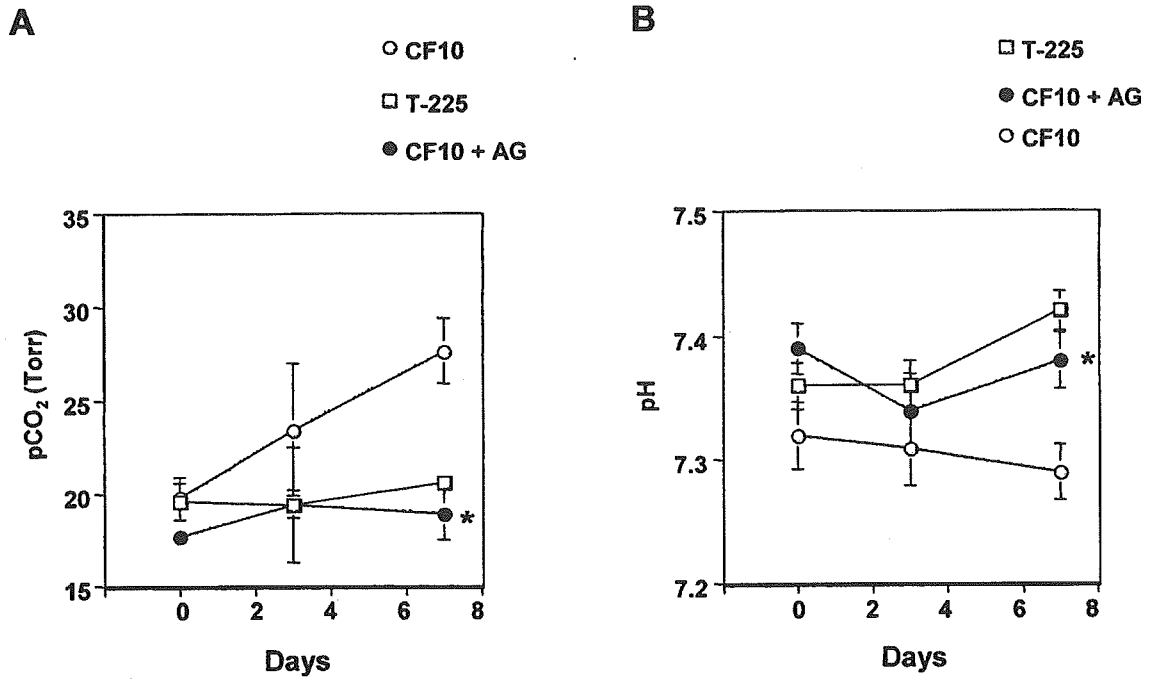 A
CF10
T-225
CF10 + AG
35
30
25
20
15
pCO₂ (Torr)
*
0 2 4 6 8
Days
B
T-225
CF10 + AG
CF10
7.5
7.4
7.3
7.2
pH
*
0 2 4 6 8
Days